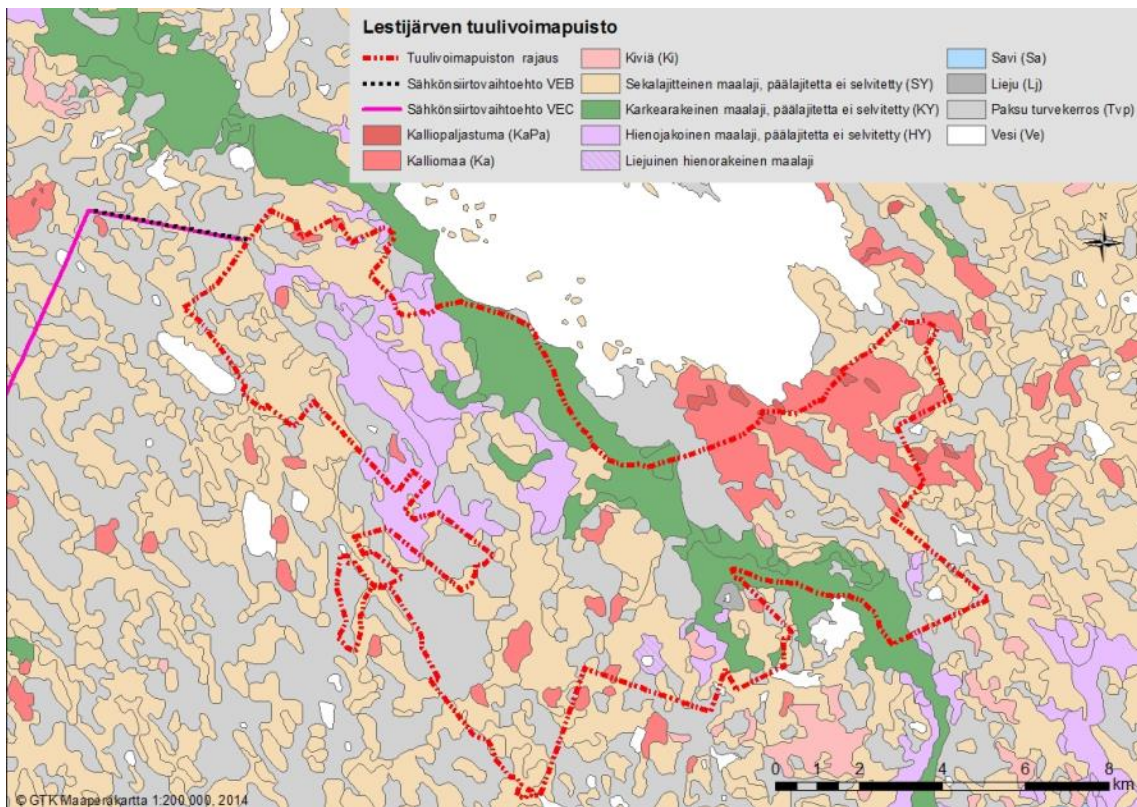 Lestijärven tuulivoimapuisto
Tuulivoimapuiston rajaus
Sähkönsiirtovaihtoehto VEB
Sähkönsiirtovaihtoehto VEC
Kalliopaljastuma (KaPa)
Kalliomaa (Ka)
Kiviä (Ki)
Sekalajitteinen maalaji, päälajitetta ei selvitetty (SY)
Karkearakeinen maalaji, päälajitetta ei selvitetty (KY)
Hienojakoinen maalaji, päälajitetta ei selvitetty (HY)
Liejuinen hienorakeinen maalaji
Savi (Sa)
Lieju (Lj)
Paksu turvekerros (Tvp)
Vesi (Ve)
N
0 1 2 4 6 8
km
© GTK Maaperäkartta 1:200 000, 2014